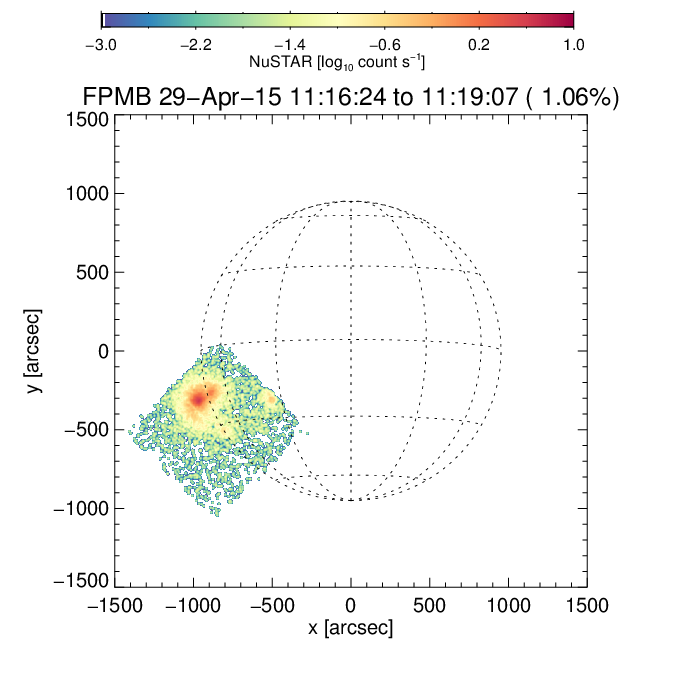 −3.0 −2.2 −1.4 −0.6 0.2 1.0
NuSTAR [log₁₀ count s⁻¹]
FPMB 29−Apr−15 11:16:24 to 11:19:07 ( 1.06%)
1500
1000
500
0
−500
−1000
−1500
y [arcsec]
−1500 −1000 −500 0 500 1000 1500
x [arcsec]